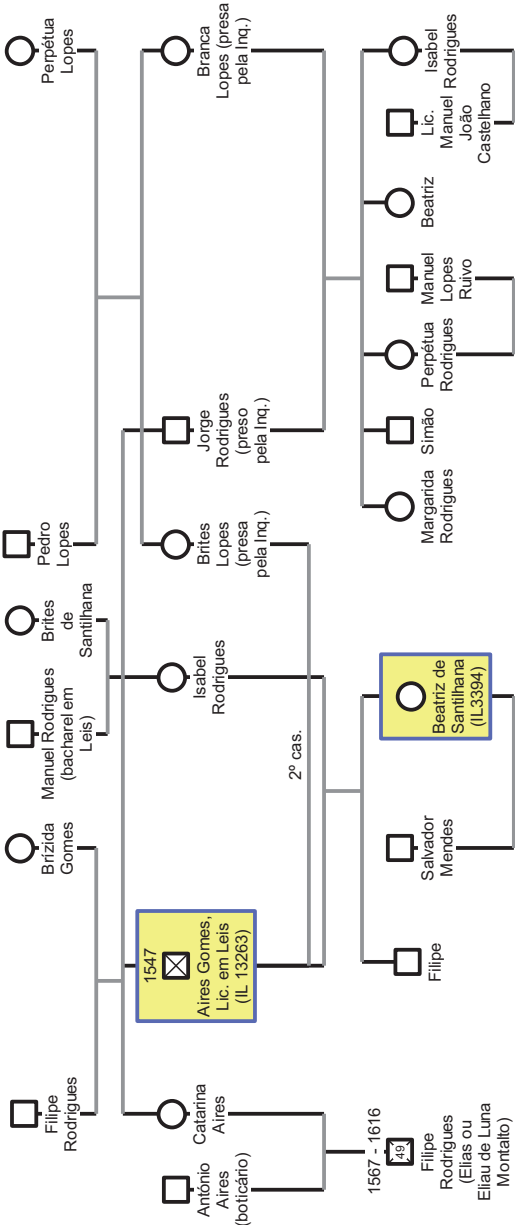 Filipe
Rodrigues
Brízida
Gomes
Manuel Rodrigues
(bacharel em
Leis)
Brites
de
Santilhana
Pedro
Lopes
Perpétua
Lopes
António
Aires
(boticário)
Catarina
Aires
1547
Aires Gomes,
Lic. em Leis
(IL 13263)
Isabel
Rodrigues
Brites
Lopes
(presa
pela Inq.)
Jorge
Rodrigues
(preso
pela Inq.)
Branca
Lopes (presa
pela Inq.)
2º cas.
1567 - 1616
49
Filipe
Rodrigues
(Elias ou
Eliau de Luna
Montalto)
Filipe
Salvador
Mendes
Beatriz de
Santilhana
(IL3394)
Margarida
Rodrigues
Simão
Perpétua
Rodrigues
Manuel
Lopes
Ruivo
Beatriz
Lic.
Manuel
João
Castelhano
Isabel
Rodrigues